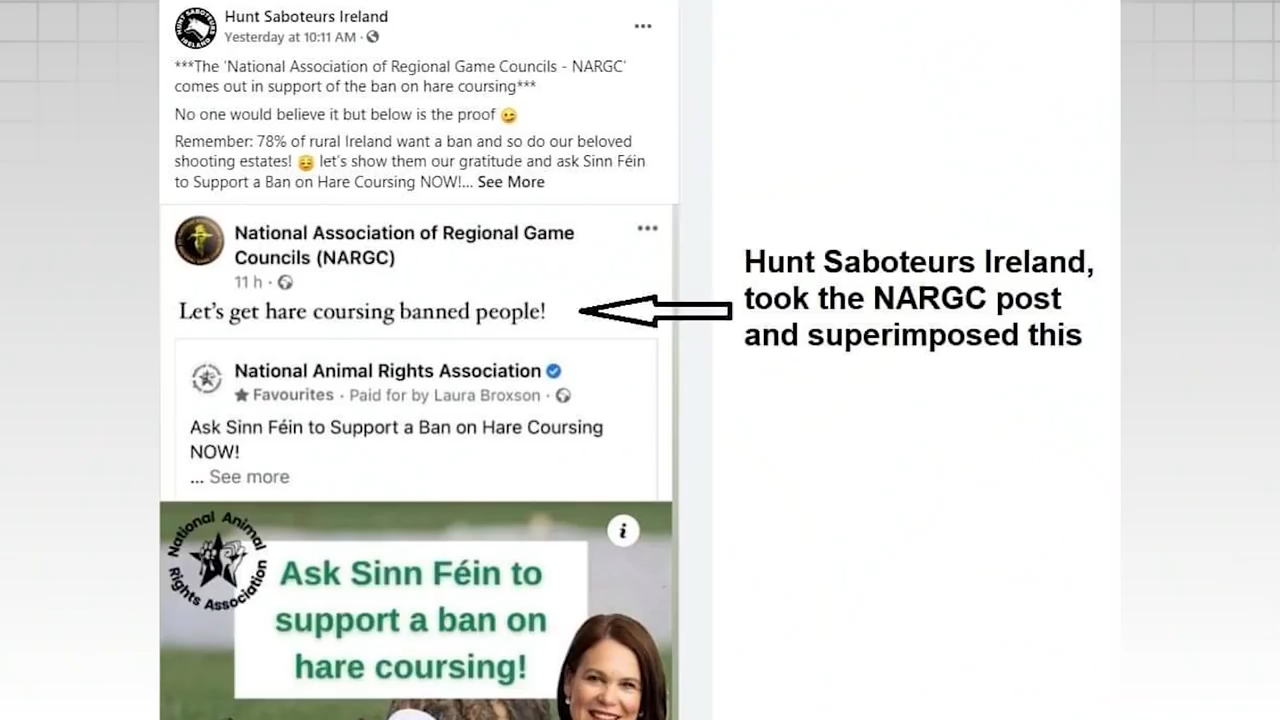 Hunt Saboteurs Ireland
Yesterday at 10:11 AM ·
***The 'National Association of Regional Game Councils - NARGC'
comes out in support of the ban on hare coursing***
No one would believe it but below is the proof
Remember: 78% of rural Ireland want a ban and so do our beloved
shooting estates! let's show them our gratitude and ask Sinn Féin
to Support a Ban on Hare Coursing NOW!... See More
National Association of Regional Game
Councils (NARGC)
11 h ·
Let's get hare coursing banned people!
National Animal Rights Association
Favourites · Paid for by Laura Broxson ·
Ask Sinn Féin to Support a Ban on Hare Coursing
NOW!
... See more
National Animal
Rights Association
Ask Sinn Féin to
support a ban on
hare coursing!
Hunt Saboteurs Ireland,
took the NARGC post
and superimposed this
HUNT SABOTEURS
IRELAND